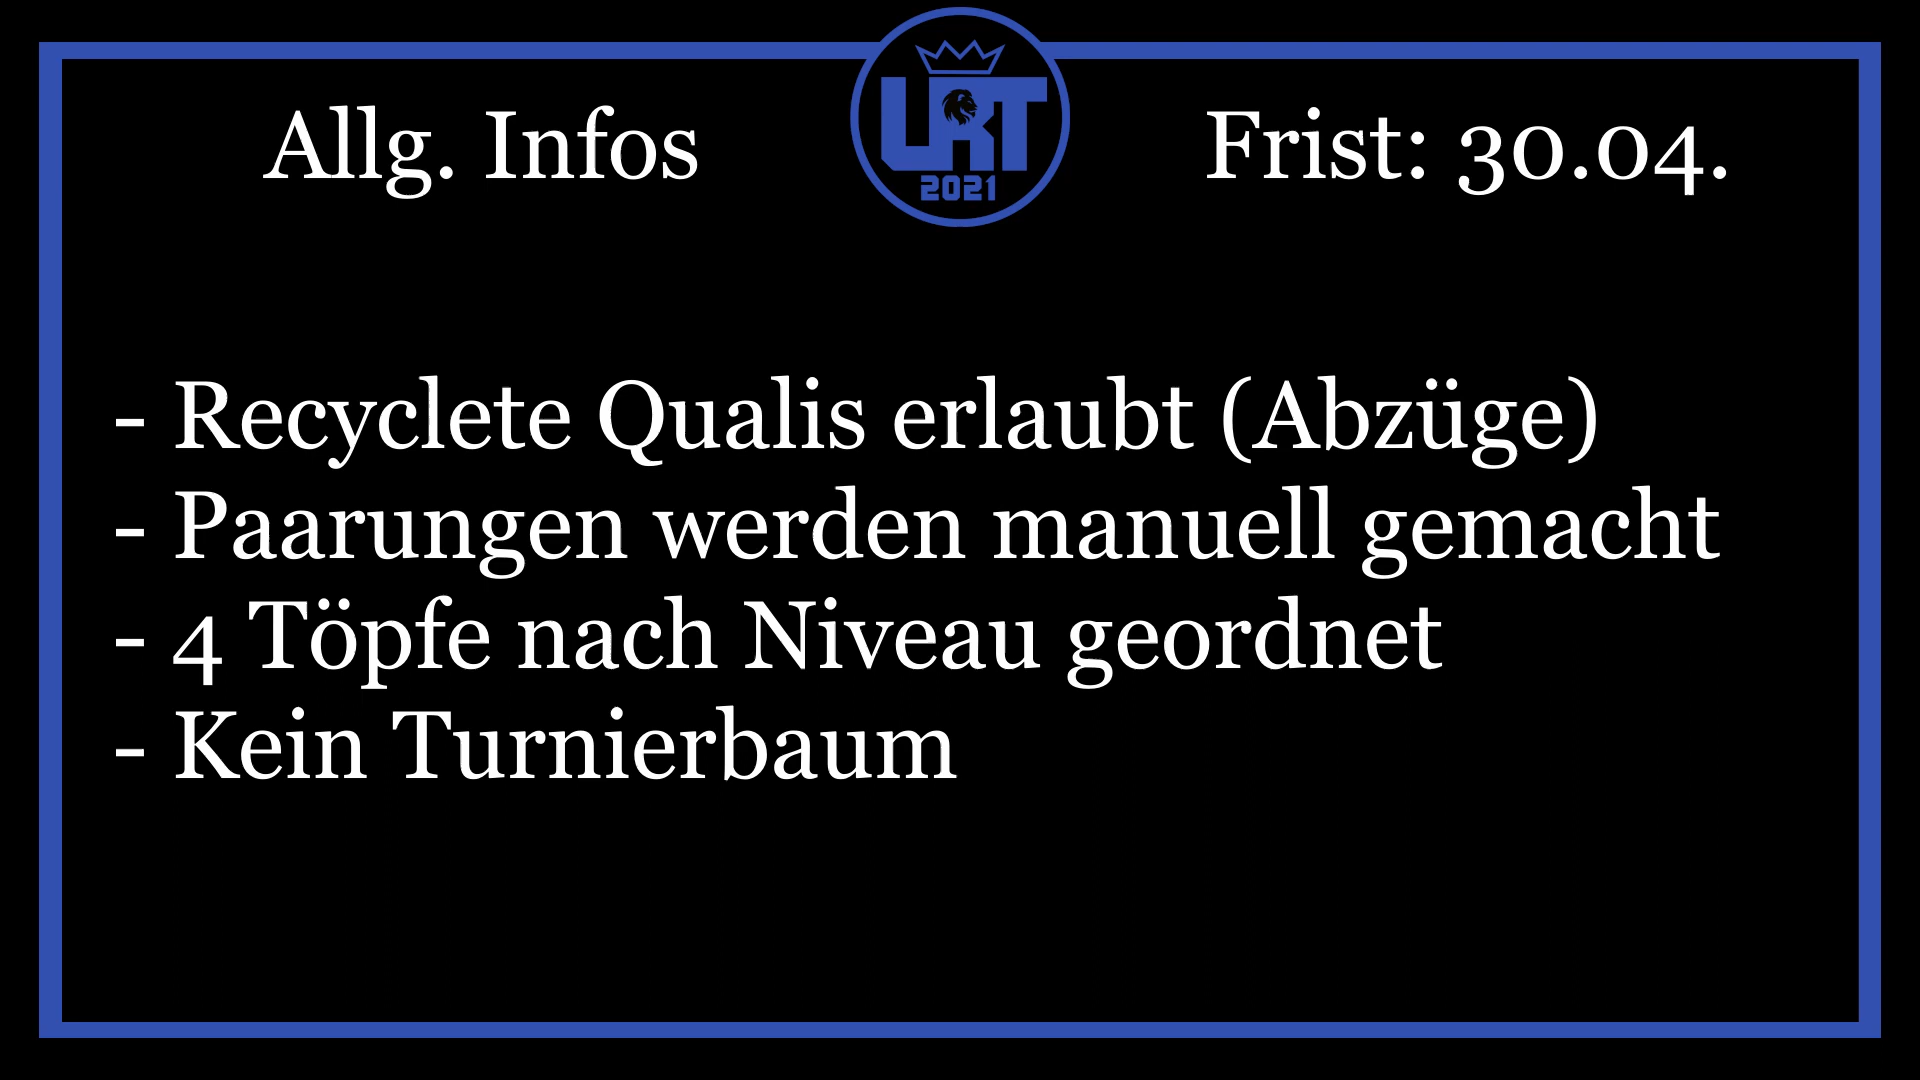 Allg. Infos
LRT
2021
Frist: 30.04.
- Recyclete Qualis erlaubt (Abzüge)
- Paarungen werden manuell gemacht
- 4 Töpfe nach Niveau geordnet
- Kein Turnierbaum